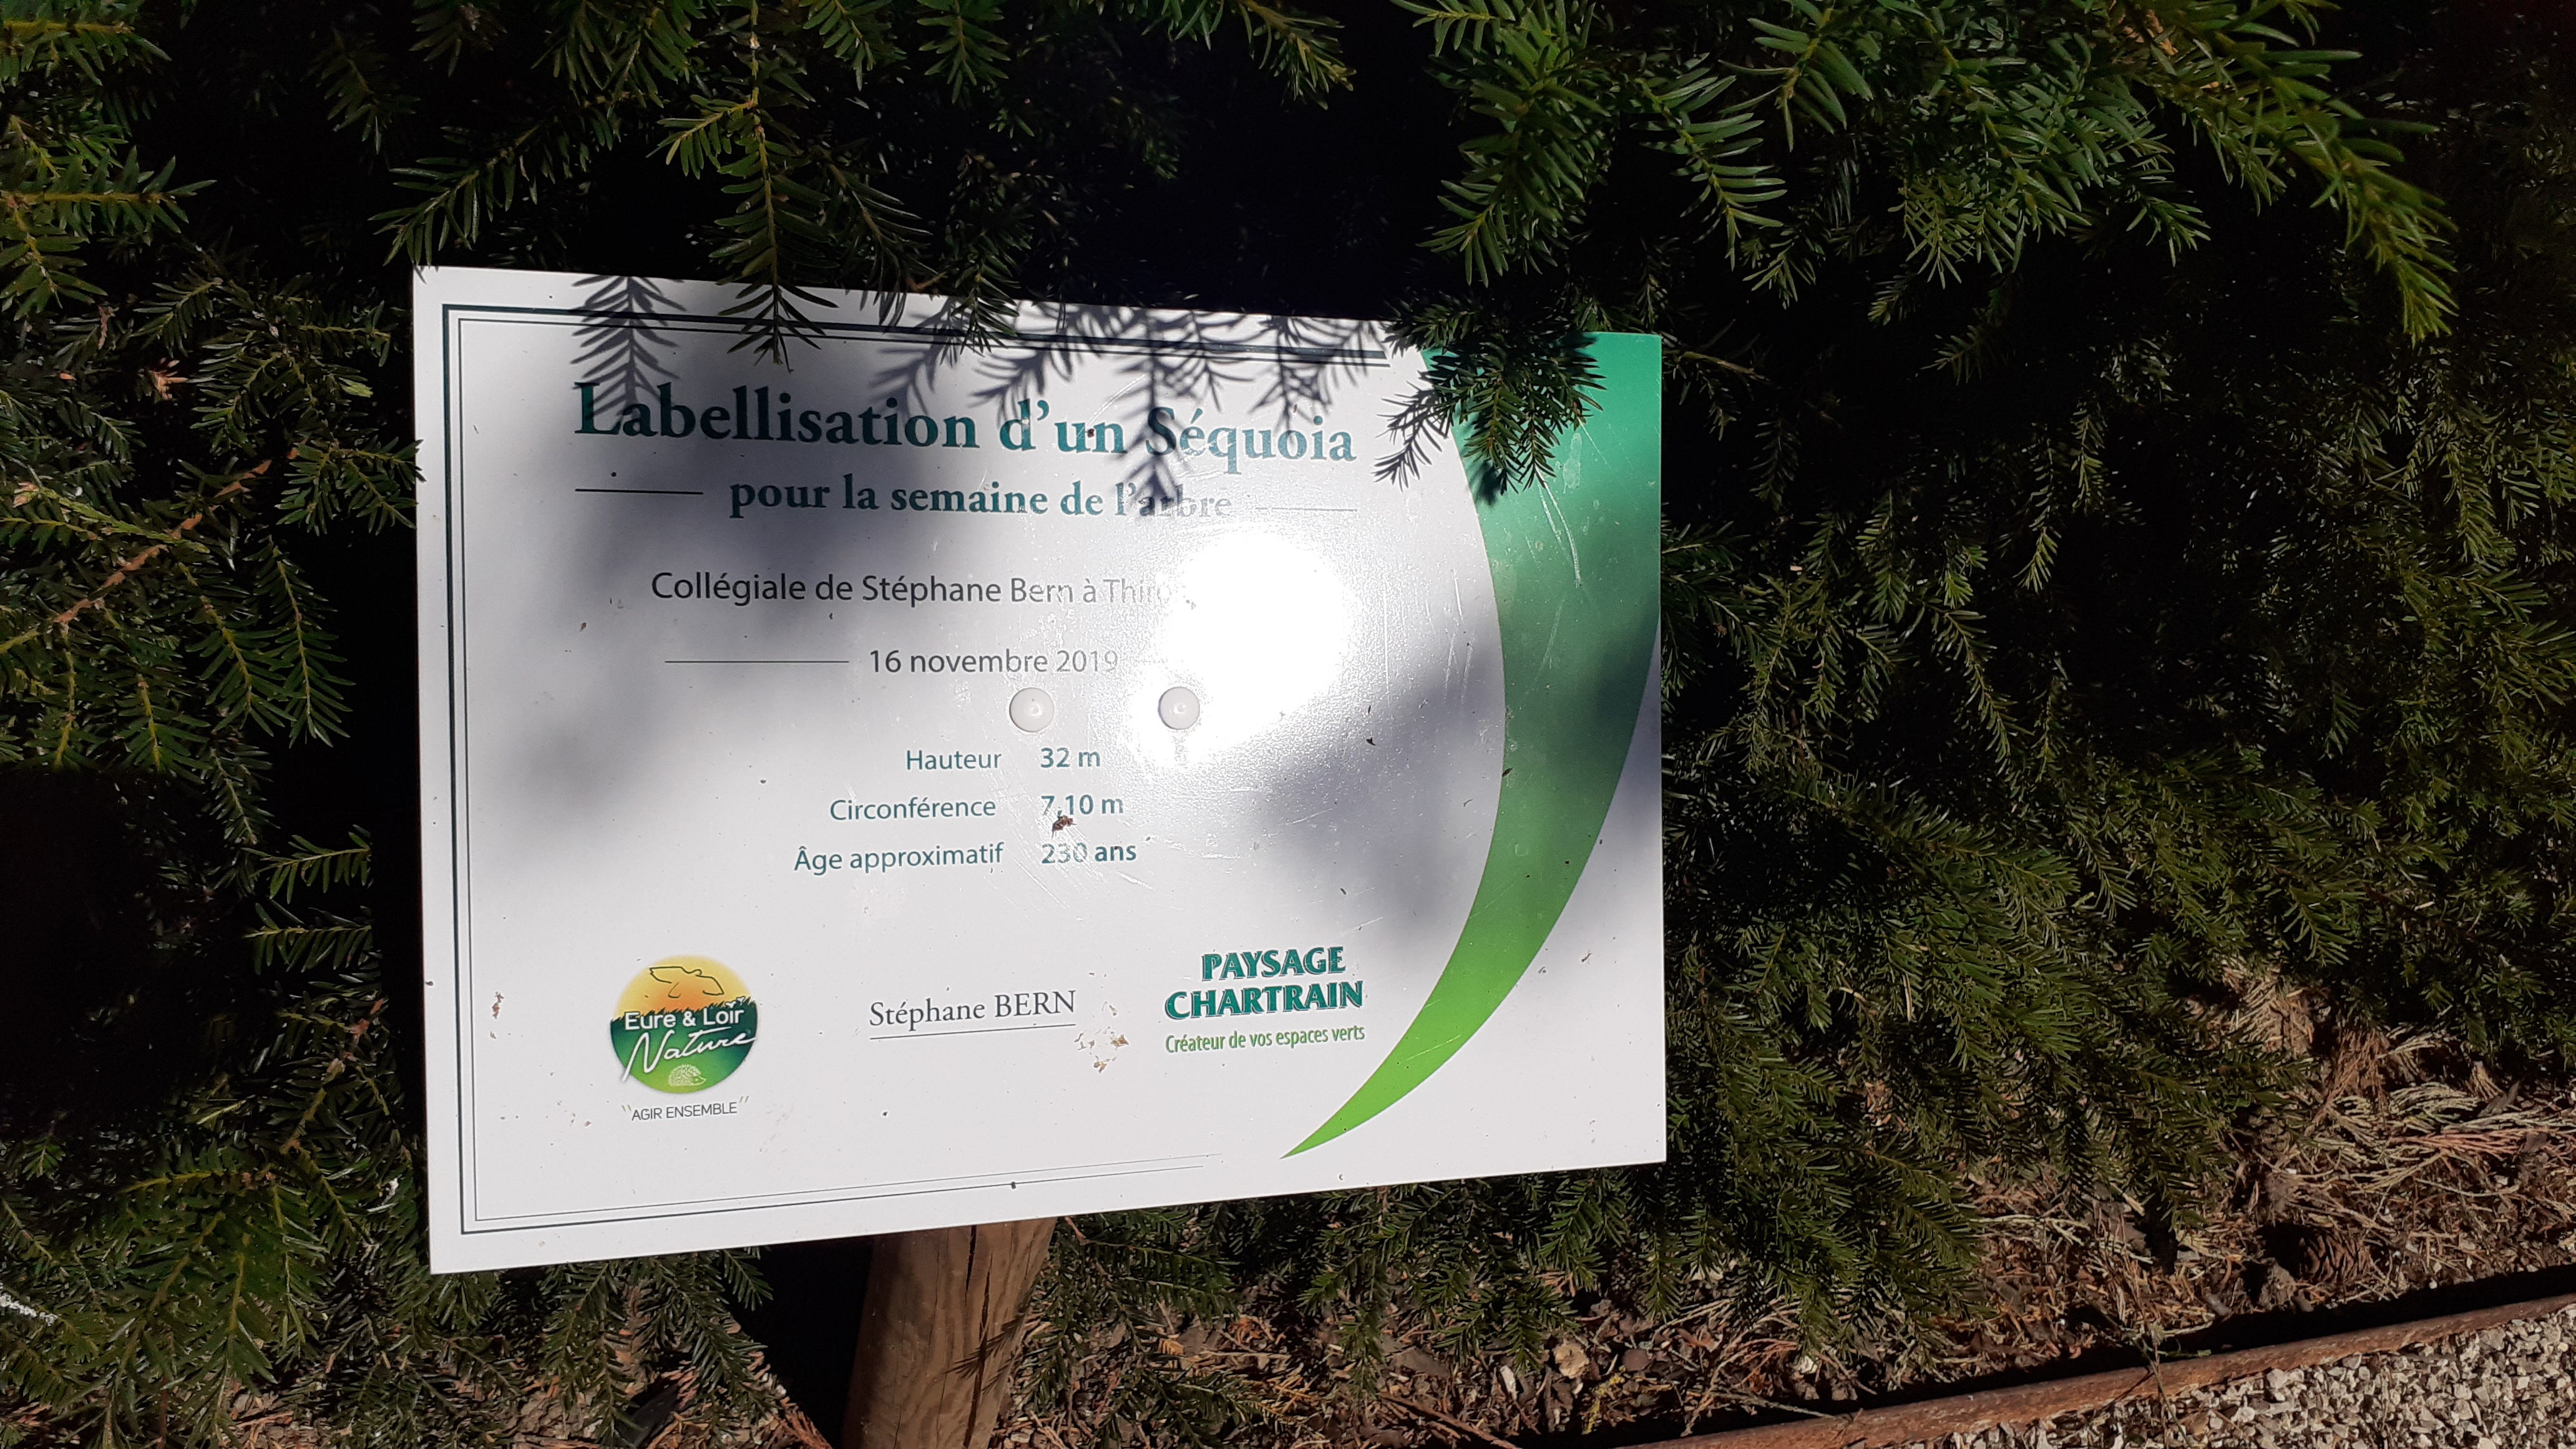 Labellisation d'un Séquoia
pour la semaine de l'arbre
Collégiale de Stéphane Bern à
16 novembre 2019
Hauteur 32 m
Circonférence 7,10 m
Âge approximatif 230 ans
Eure & Loir
Nature
"AGIR ENSEMBLE"
Stéphane BERN
PAYSAGE
CHARTRAIN
Créateur de vos espaces verts